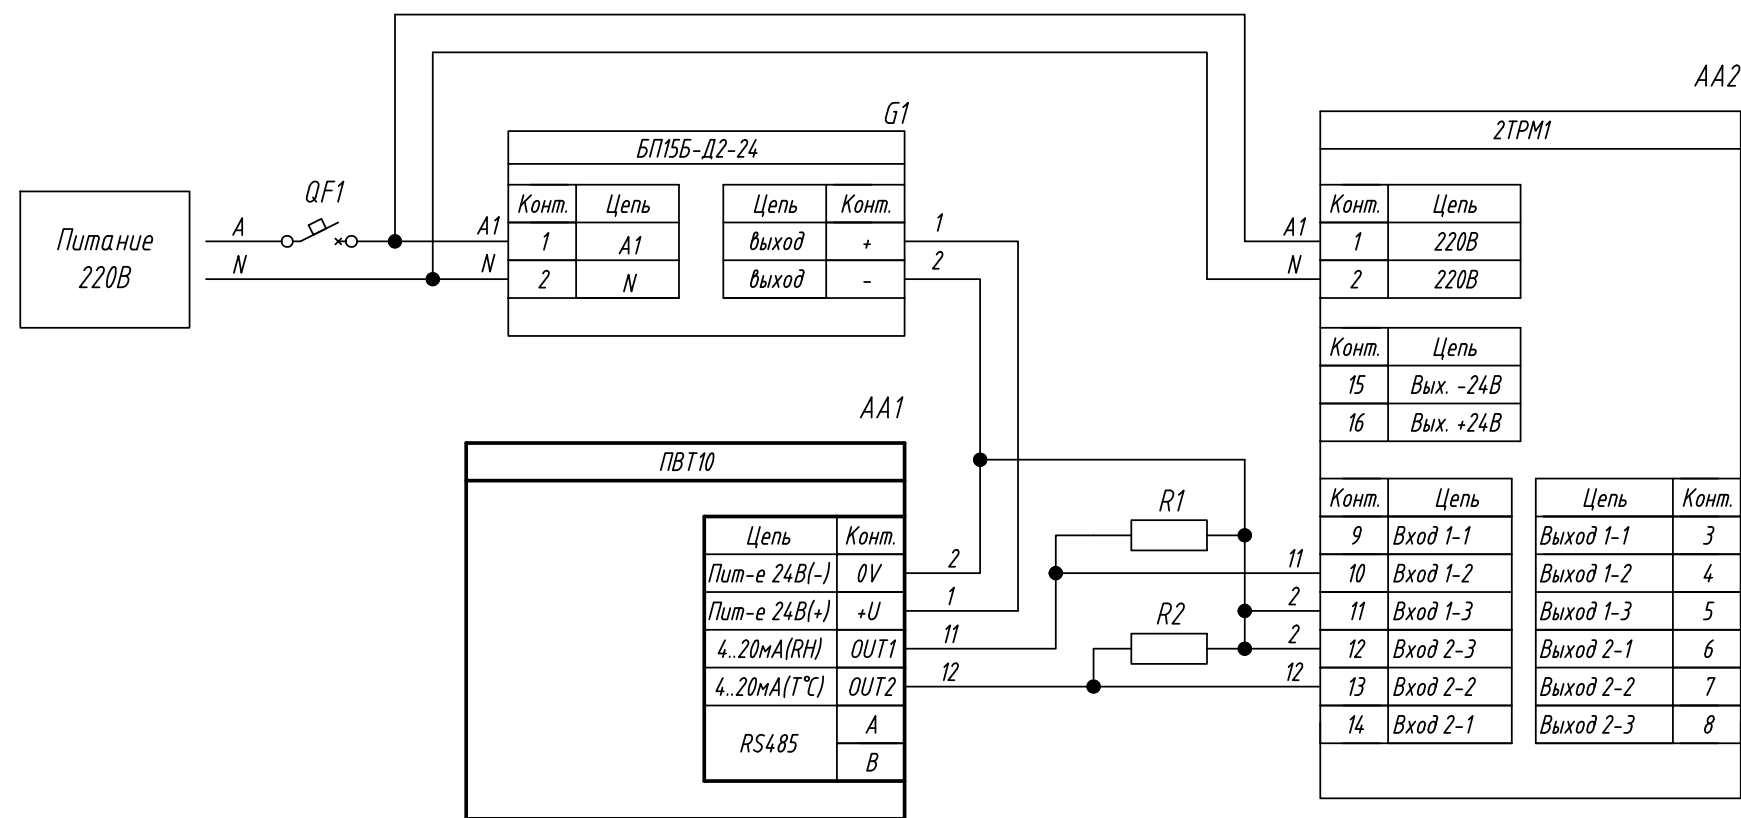 AA2
G1
2ТРМ1
БП15Б-Д2-24
QF1
Питание
220В
A
N
A1
N
Конт. Цепь
1 A1
2 N
Цепь Конт.
выход +
выход -
1
2
A1
N
Конт. Цепь
1 220В
2 220В
Конт. Цепь
15 Вых. -24В
16 Вых. +24В
AA1
ПВТ10
Цепь Конт.
Пит-е 24В(-) 0V
Пит-е 24В(+) +U
4..20мА(RH) OUT1
4..20мА(T°C) OUT2
RS485 A
B
2
1
11
12
R1
R2
11
2
2
12
Конт. Цепь
9 Вход 1-1
10 Вход 1-2
11 Вход 1-3
12 Вход 2-3
13 Вход 2-2
14 Вход 2-1
Цепь Конт.
Выход 1-1 3
Выход 1-2 4
Выход 1-3 5
Выход 2-1 6
Выход 2-2 7
Выход 2-3 8